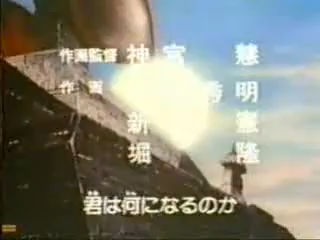 作画監督 神宮 慧
作画 秀明
新 憲
堀 隆
君は何になるのか